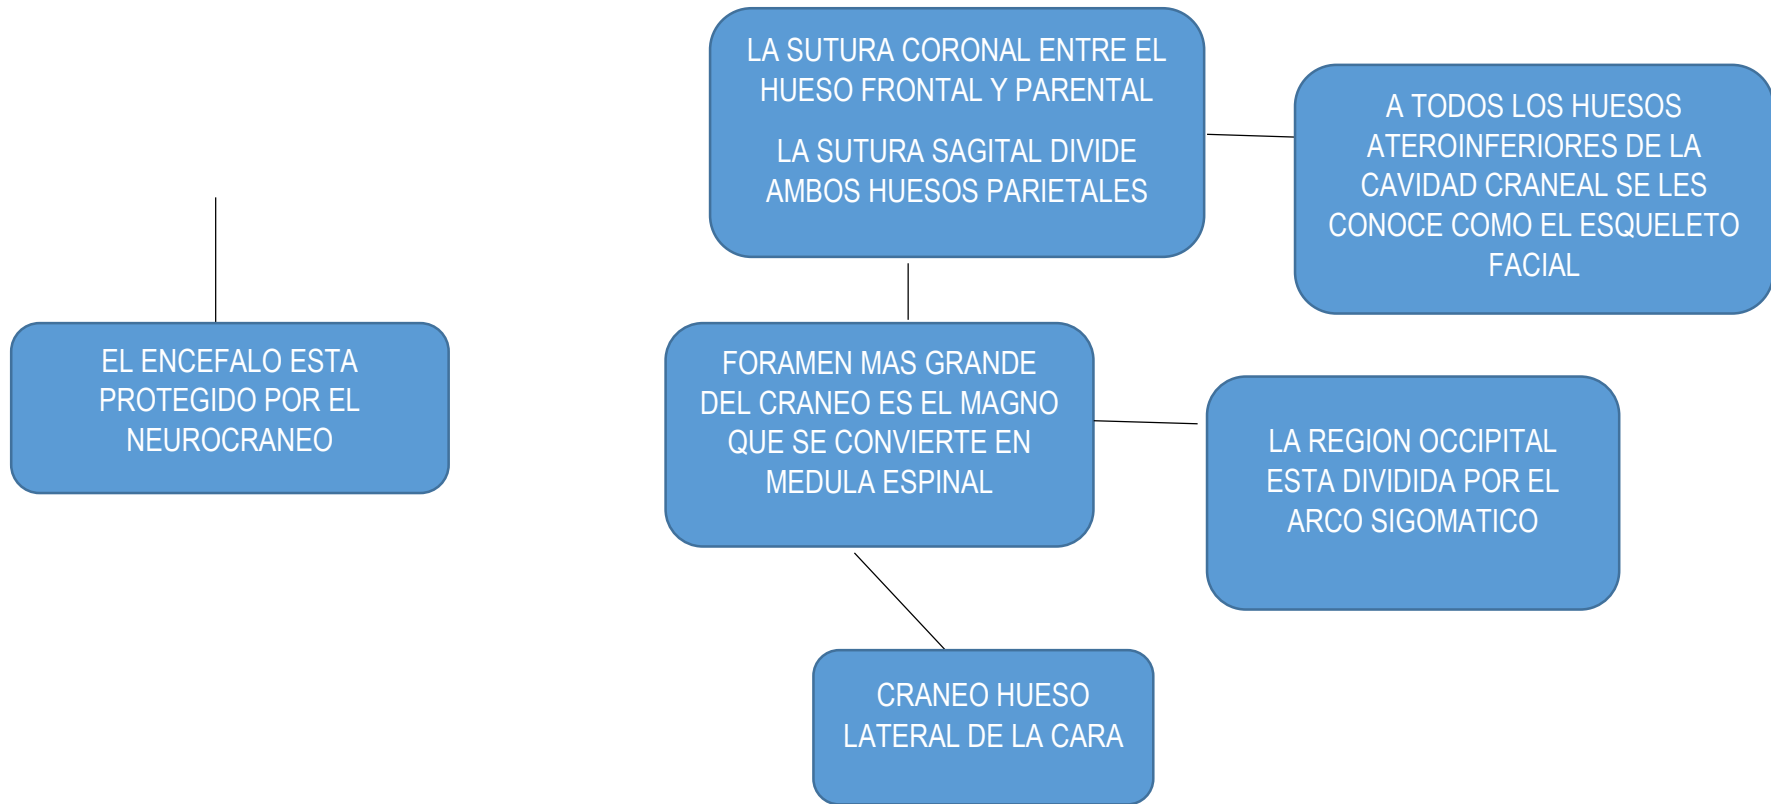 LA SUTURA CORONAL ENTRE EL
HUESO FRONTAL Y PARENTAL
LA SUTURA SAGITAL DIVIDE
AMBOS HUESOS PARIETALES
A TODOS LOS HUESOS
ATEROINFERIORES DE LA
CAVIDAD CRANEAL SE LES
CONOCE COMO EL ESQUELETO
FACIAL
EL ENCEFALO ESTA
PROTEGIDO POR EL
NEUROCRANEO
FORAMEN MAS GRANDE
DEL CRANEO ES EL MAGNO
QUE SE CONVIERTE EN
MEDULA ESPINAL
LA REGION OCCIPITAL
ESTA DIVIDIDA POR EL
ARCO SIGOMATICO
CRANEO HUESO
LATERAL DE LA CARA